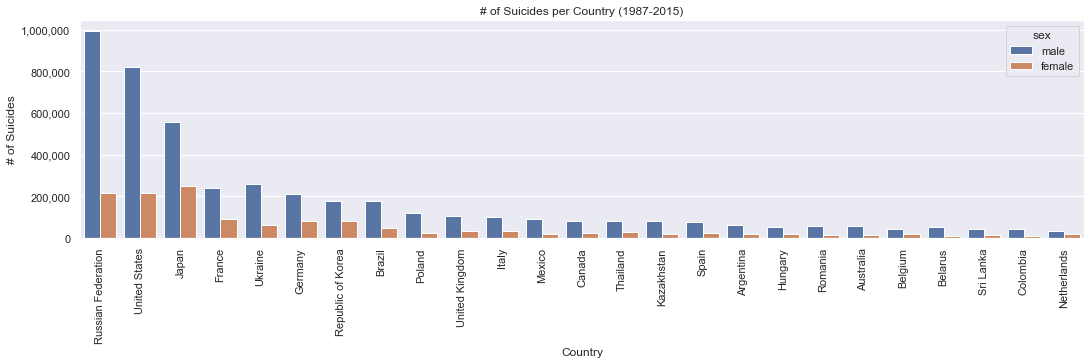 # of Suicides per Country (1987-2015)
sex
male
female
1,000,000
800,000
600,000
400,000
200,000
0
# of Suicides
Russian Federation
United States
Japan
France
Ukraine
Germany
Republic of Korea
Brazil
Poland
United Kingdom
Italy
Mexico
Canada
Thailand
Kazakhstan
Spain
Argentina
Hungary
Romania
Australia
Belgium
Belarus
Sri Lanka
Colombia
Netherlands
Country